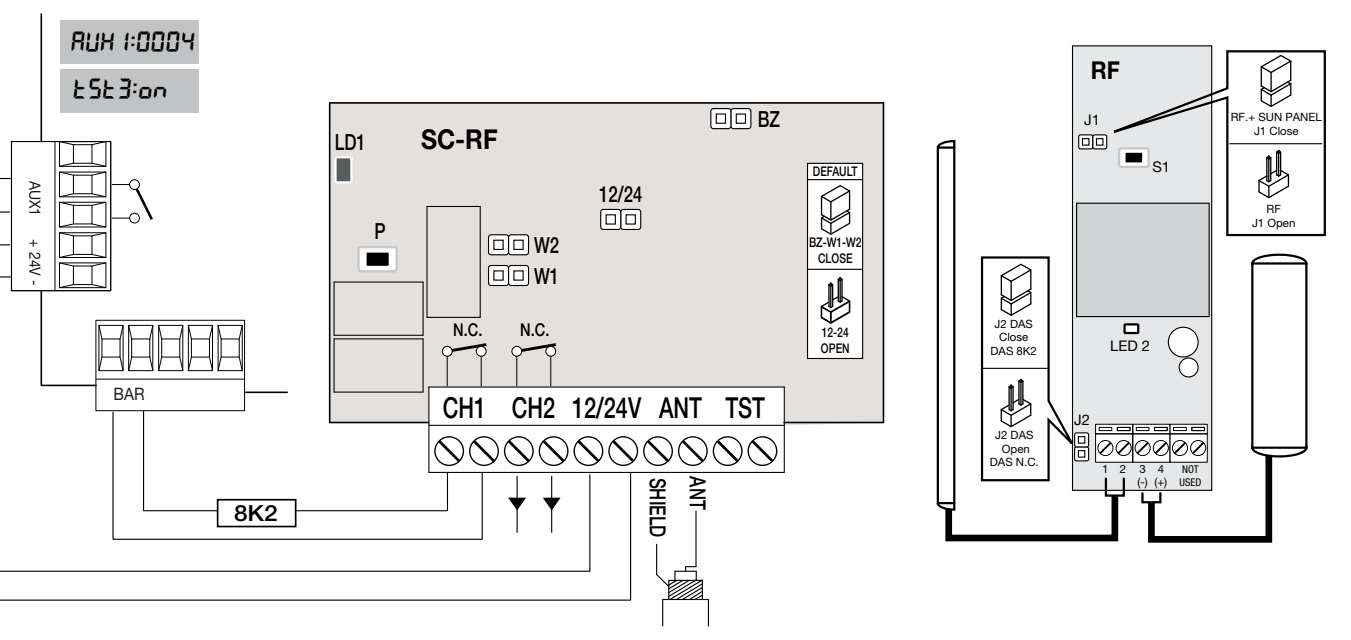 AUH 1:0004
tSt3:on
AUX1
+ 24V -
BAR
8K2
SC-RF
LD1
P
BZ
12/24
W2
W1
N.C.
N.C.
DEFAULT
BZ-W1-W2
CLOSE
12-24
OPEN
CH1 CH2 12/24V ANT TST
SHIELD
ANT
RF
J1
S1
RF.+ SUN PANEL
J1 Close
RF
J1 Open
LED 2
J2 DAS
Close
DAS 8K2
J2 DAS
Open
DAS N.C.
J2
1 2 3 4 NOT
(-) (+) USED